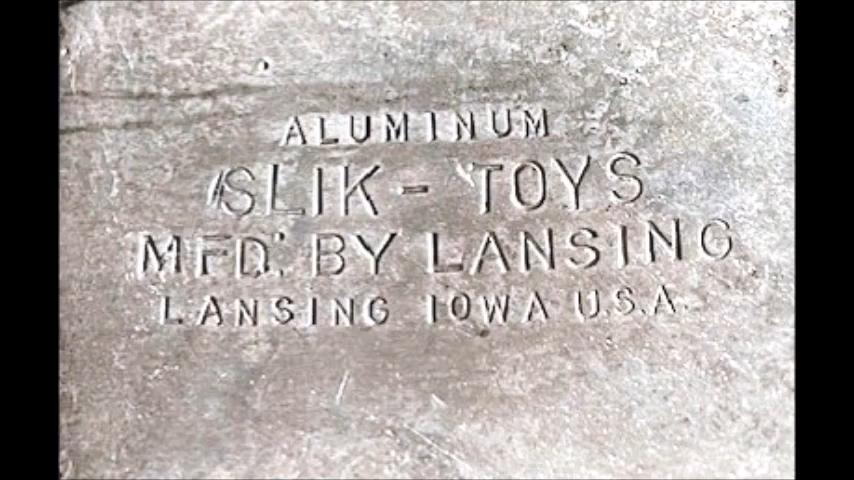 ALUMINUM
SLIK - TOYS
MFD. BY LANSING
LANSING IOWA U.S.A.